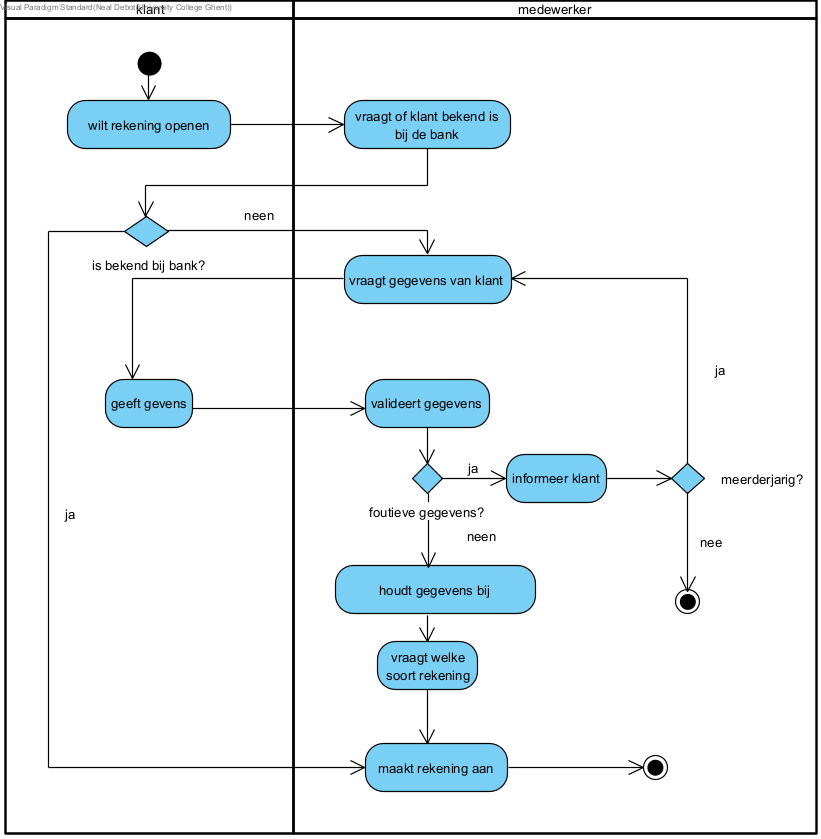 Visual Paradigm Standard(Neal Debot(University College Ghent))
klant
medewerker
wilt rekening openen
vraagt of klant bekend is
bij de bank
neen
is bekend bij bank?
vraagt gegevens van klant
ja
geeft gevens
valideert gegevens
ja
informeer klant
meerderjarig?
foutieve gegevens?
ja
neen
nee
houdt gegevens bij
vraagt welke
soort rekening
maakt rekening aan